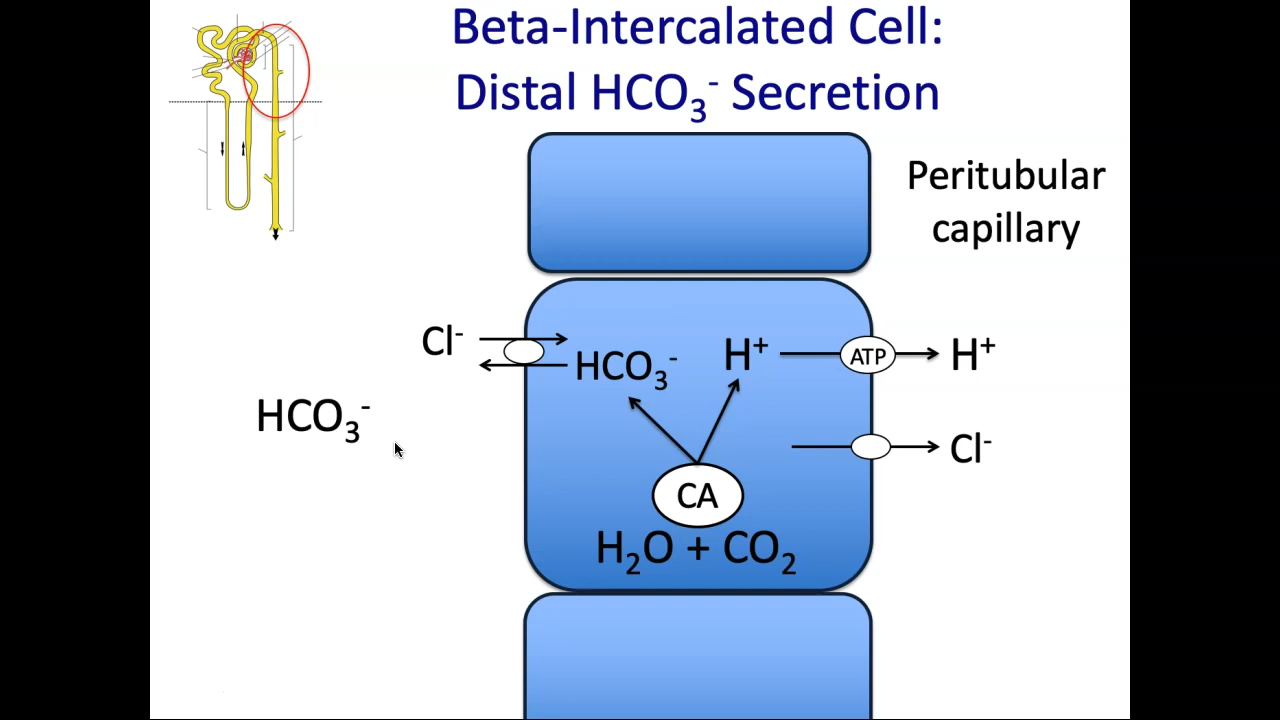 Beta-Intercalated Cell:
Distal HCO₃⁻ Secretion
Peritubular
capillary
Cl⁻
HCO₃⁻
H⁺
ATP
H⁺
HCO₃⁻
Cl⁻
CA
H₂O + CO₂